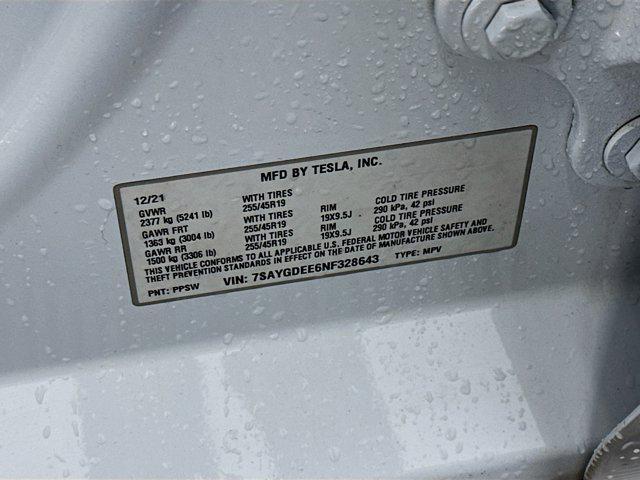 MFD BY TESLA, INC.
12/21
GVWR WITH TIRES RIM COLD TIRE PRESSURE
2377 kg (5241 lb) 255/45R19 19X9.5J 290 kPa, 42 psi
GAWR FRT WITH TIRES RIM COLD TIRE PRESSURE
1363 kg (3004 lb) 255/45R19 19X9.5J 290 kPa, 42 psi
GAWR RR WITH TIRES
1500 kg (3306 lb) 255/45R19
THIS VEHICLE CONFORMS TO ALL APPLICABLE U.S. FEDERAL MOTOR VEHICLE SAFETY AND
THEFT PREVENTION STANDARDS IN EFFECT ON THE DATE OF MANUFACTURE SHOWN ABOVE.
PNT: PPSW VIN: 7SAYGDEE6NF328643 TYPE: MPV